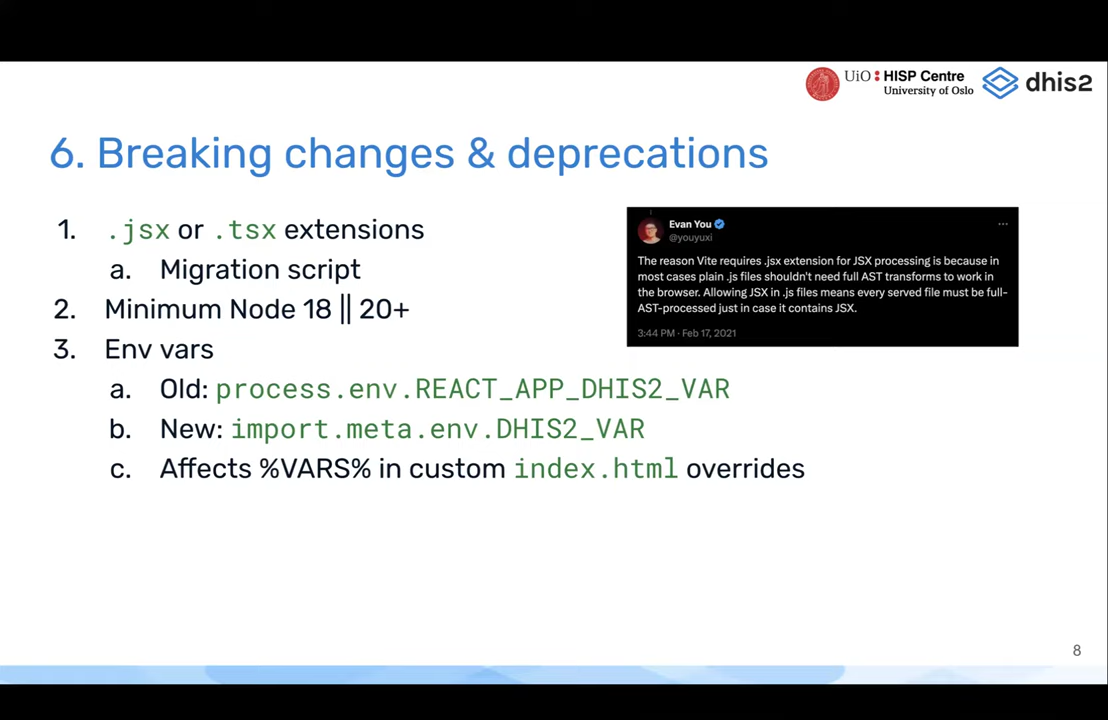 UiO : HISP Centre
University of Oslo
dhis2
6. Breaking changes & deprecations
1. .jsx or .tsx extensions
a. Migration script
2. Minimum Node 18 || 20+
3. Env vars
a. Old: process.env.REACT_APP_DHIS2_VAR
b. New: import.meta.env.DHIS2_VAR
c. Affects %VARS% in custom index.html overrides
Evan You
@youyuxi
The reason Vite requires .jsx extension for JSX processing is because in
most cases plain .js files shouldn't need full AST transforms to work in
the browser. Allowing JSX in .js files means every served file must be full-
AST-processed just in case it contains JSX.
3:44 PM · Feb 17, 2021
8